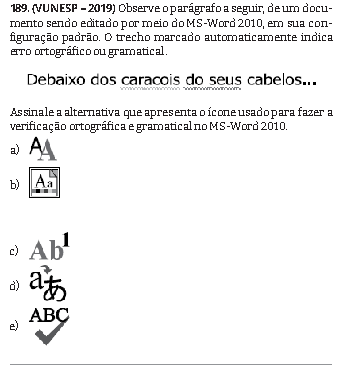 189. (VUNESP – 2019) Observe o parágrafo a seguir, de um docu-
mento sendo editado por meio do MS-Word 2010, em sua con-
figuração padrão. O trecho marcado automaticamente indica
erro ortográfico ou gramatical.
Debaixo dos caracois do seus cabelos...
Assinale a alternativa que apresenta o ícone usado para fazer a
verificação ortográfica e gramatical no MS-Word 2010.
a) AA
b) Aa
c) Ab1
d) aあ
e) ABC